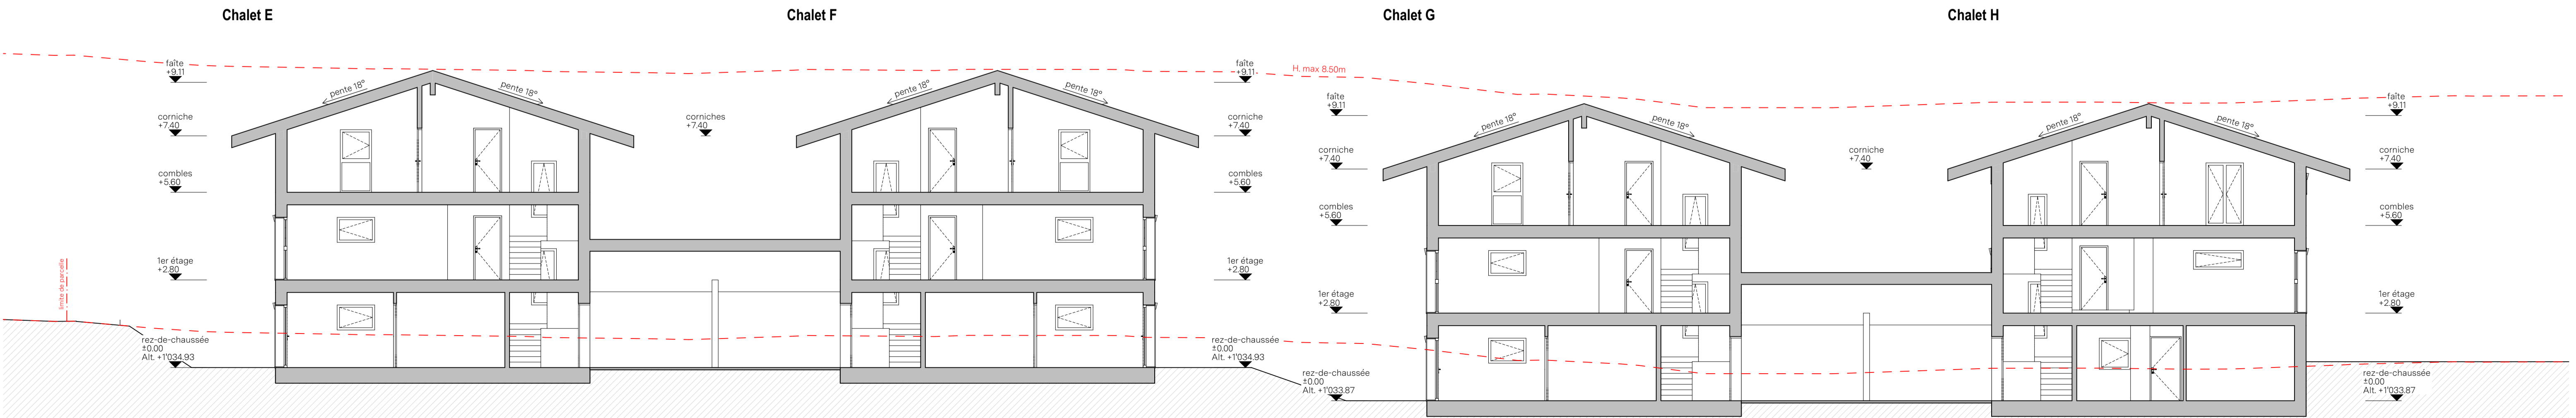 Chalet E
Chalet F
Chalet G
Chalet H
faîte
+9.11
pente 18°
pente 18°
corniche
+7.40
combles
+5.60
1er étage
+2.80
limite de parcelle
rez-de-chaussée
±0.00
Alt. +1'034.93
corniches
+7.40
pente 18°
pente 18°
faîte
+9.11
corniche
+7.40
combles
+5.60
1er étage
+2.80
rez-de-chaussée
±0.00
Alt. +1'034.93
H. max 8.50m
faîte
+9.11
corniche
+7.40
combles
+5.60
1er étage
+2.80
rez-de-chaussée
±0.00
Alt. +1'033.87
pente 18°
pente 18°
corniche
+7.40
pente 18°
pente 18°
faîte
+9.11
corniche
+7.40
combles
+5.60
1er étage
+2.80
rez-de-chaussée
±0.00
Alt. +1'033.87